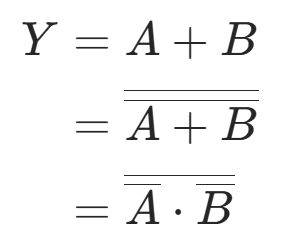 $Y = A + B$
$= \overline{\overline{A + B}}$
$= \overline{\overline{A} \cdot \overline{B}}$